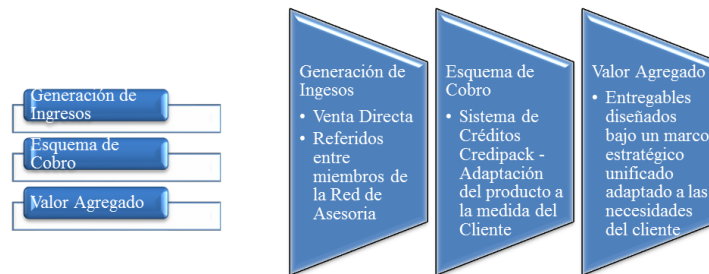 Generación de
Ingresos
Esquema de
Cobro
Valor Agregado
Generación de
Ingesos
• Venta Directa
• Referidos
entre
miembros de
la Red de
Asesoria
Esquema de
Cobro
• Sistema de
Créditos
Credipack -
Adaptación
del producto a
la medida del
Cliente
Valor Agregado
• Entregables
diseñados
bajo un marco
estratégico
unificado
adaptado a las
necesidades
del cliente